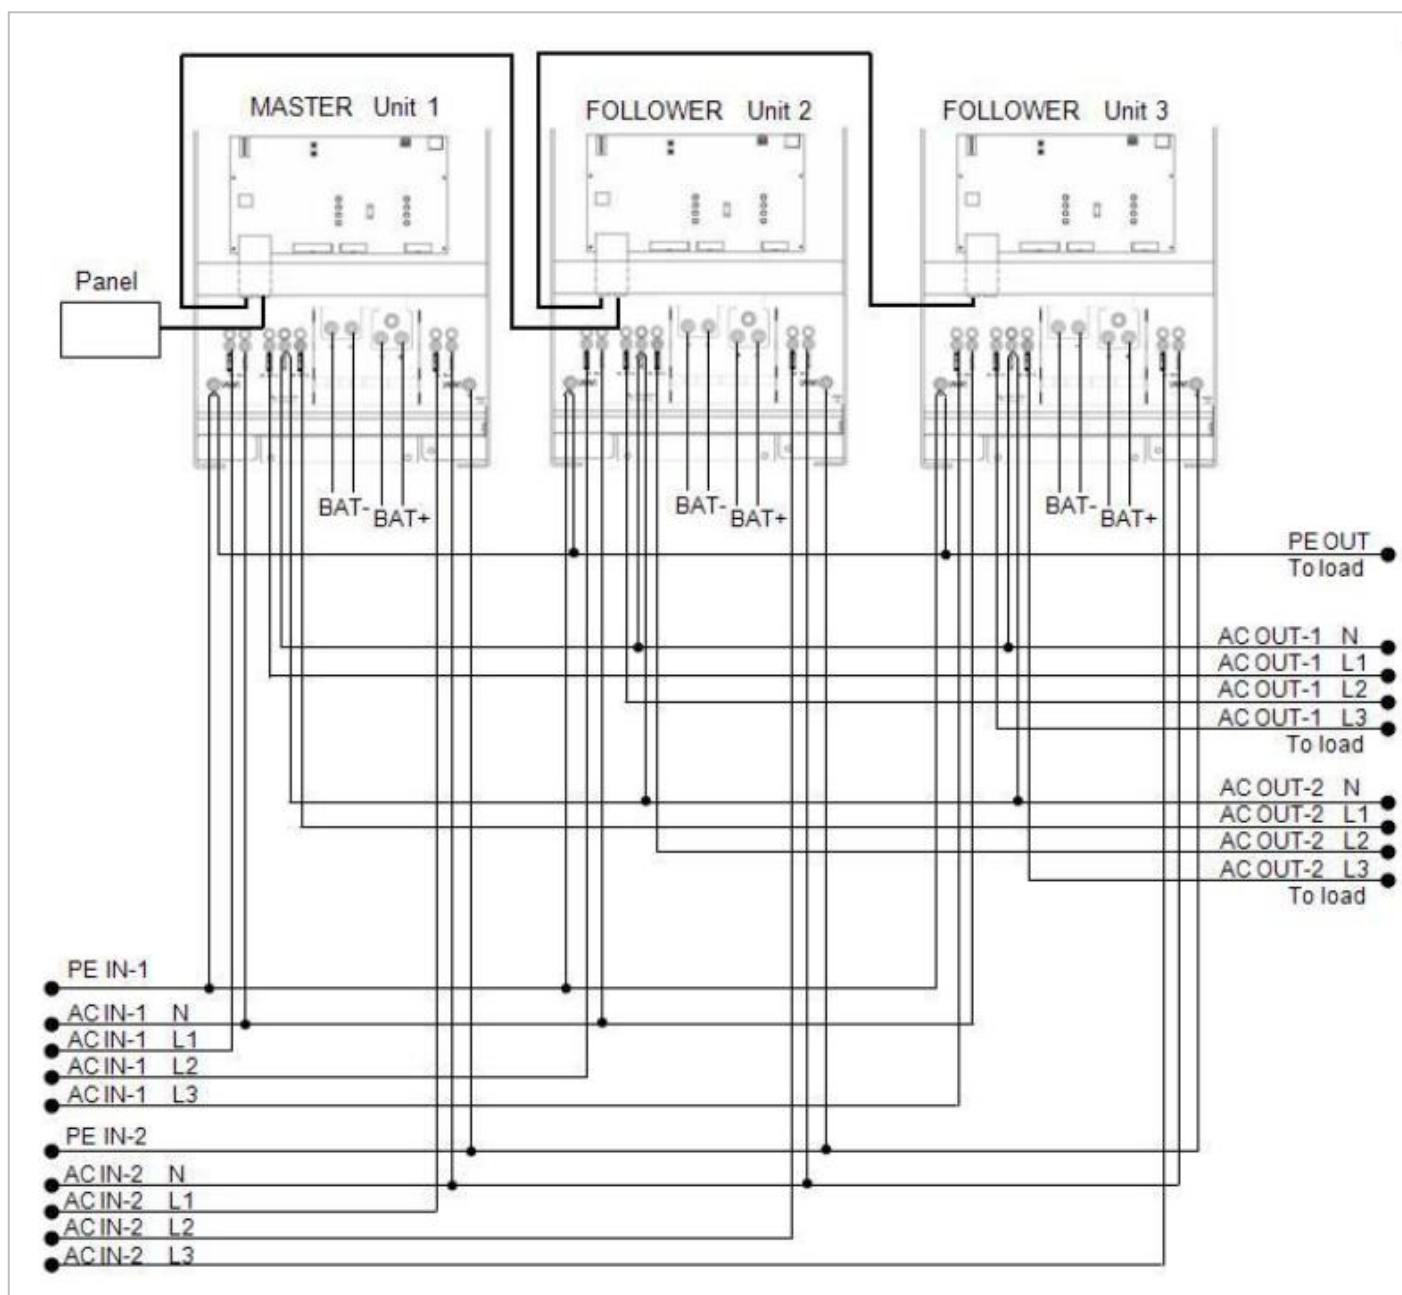 MASTER Unit 1
FOLLOWER Unit 2
FOLLOWER Unit 3
Panel
BAT-
BAT+
BAT-
BAT+
BAT-
BAT+
PE OUT
To load
AC OUT-1 N
AC OUT-1 L1
AC OUT-1 L2
AC OUT-1 L3
To load
AC OUT-2 N
AC OUT-2 L1
AC OUT-2 L2
AC OUT-2 L3
To load
PE IN-1
AC IN-1 N
AC IN-1 L1
AC IN-1 L2
AC IN-1 L3
PE IN-2
AC IN-2 N
AC IN-2 L1
AC IN-2 L2
AC IN-2 L3